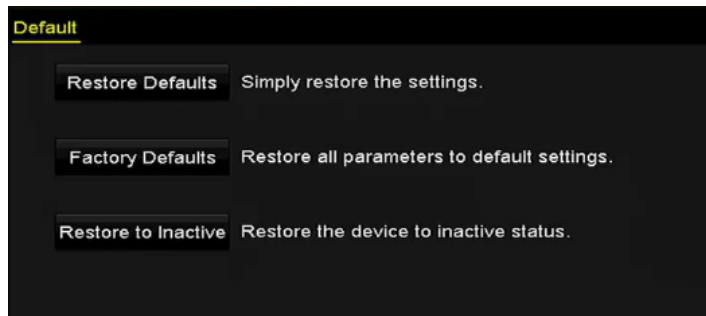 Default
Restore Defaults Simply restore the settings.
Factory Defaults Restore all parameters to default settings.
Restore to Inactive Restore the device to inactive status.